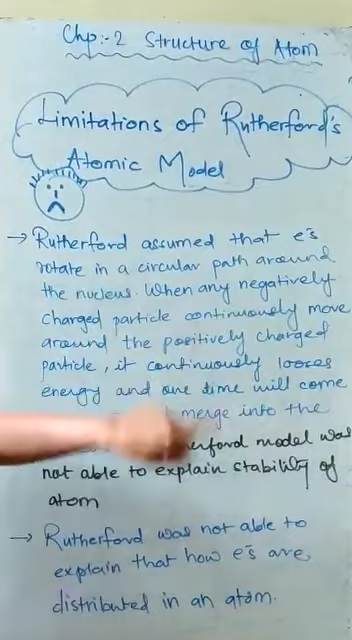 Chp:- 2 Structure of Atom
Limitations of Rutherford's
Atomic Model
→ Rutherford assumed that e⁻s
rotate in a circular path around
the nucleus. When any negatively
charged particle continuously move
around the positively charged
particle, it continuously looses
energy and one time will come
merge into the
model was
not able to explain stability of
atom
→ Rutherford was not able to
explain that how e⁻s are
distributed in an atom.